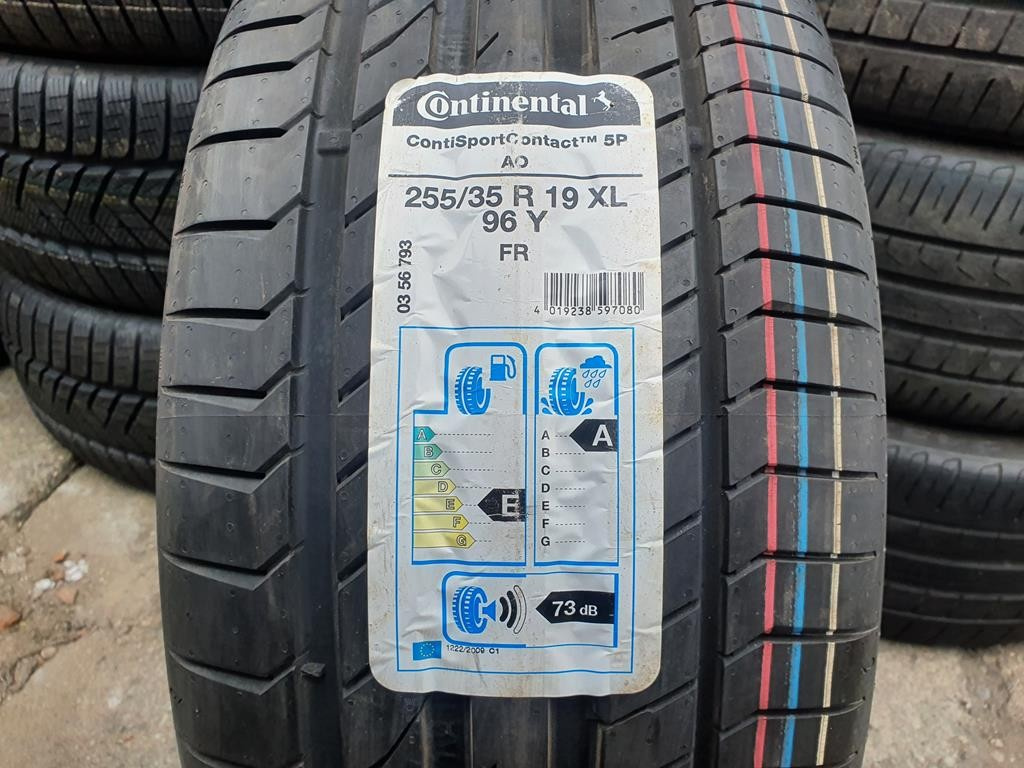 Continental
ContiSportContact™ 5P
AO
255/35 R 19 XL
96 Y
FR
03 56 793
4 019238 597080
A
B
C
D
E
F
G
E
A
B
C
D
E
F
G
A
73 dB
1222/2009 C1